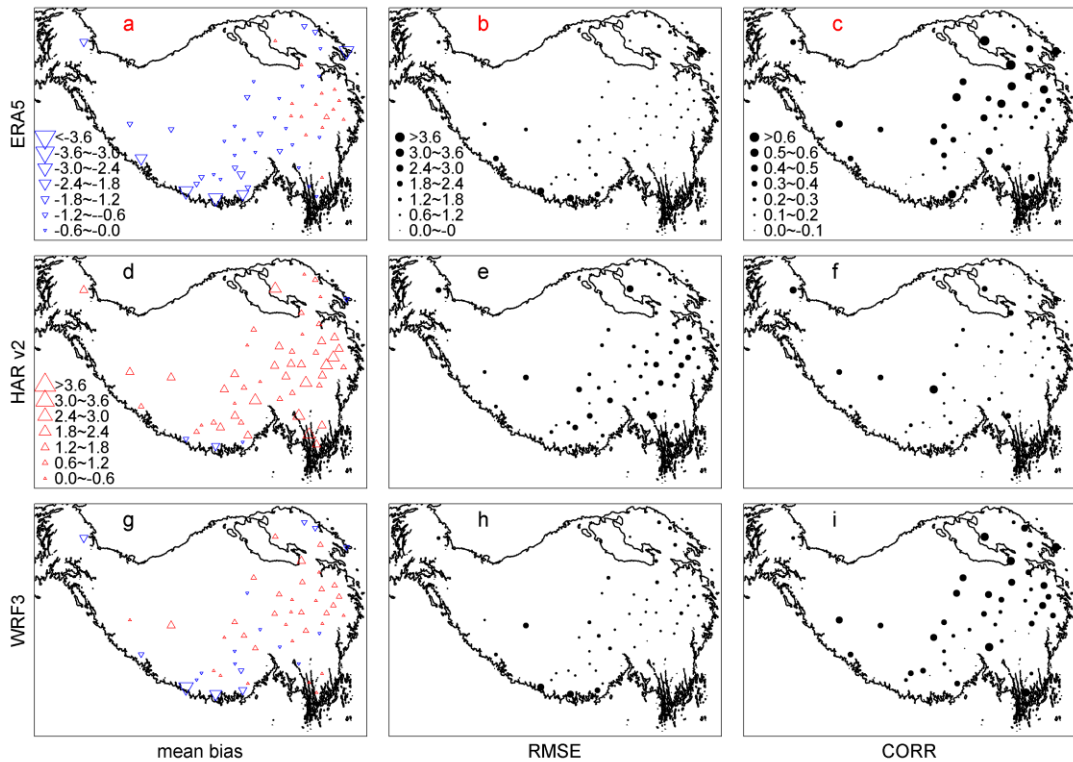 a
b
c
ERA5
<-3.6
-3.6~-3.6
-3.0~-2.4
-2.4~-1.8
-1.8~-1.2
-1.2~--0.6
-0.6~-0.0
>3.6
3.0~3.6
2.4~3.0
1.8~2.4
1.2~1.8
0.6~1.2
0.0~-0
>0.6
0.5~0.6
0.4~0.5
0.3~0.4
0.2~0.3
0.1~0.2
0.0~-0.1
d
e
f
HAR v2
>3.6
3.0~3.6
2.4~3.0
1.8~2.4
1.2~1.8
0.6~1.2
0.0~-0.6
g
h
i
WRF3
mean bias
RMSE
CORR